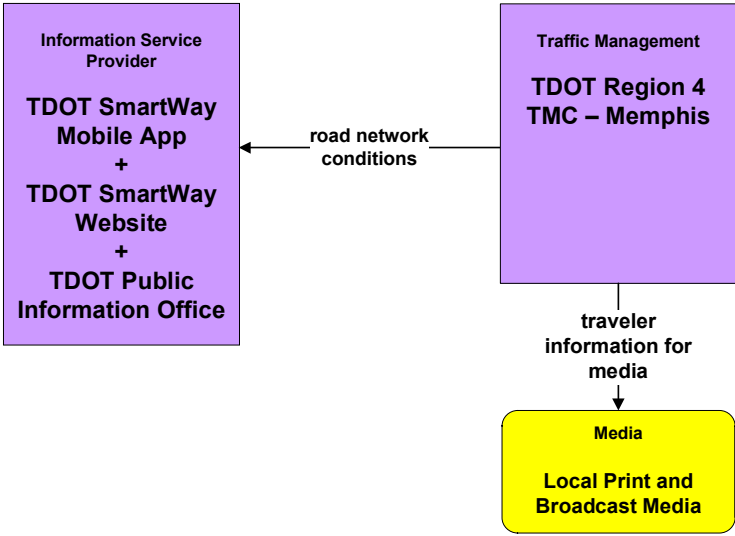 Information Service
Provider
TDOT SmartWay
Mobile App
+
TDOT SmartWay
Website
+
TDOT Public
Information Office
road network
conditions
Traffic Management
TDOT Region 4
TMC – Memphis
traveler
information for
media
Media
Local Print and
Broadcast Media